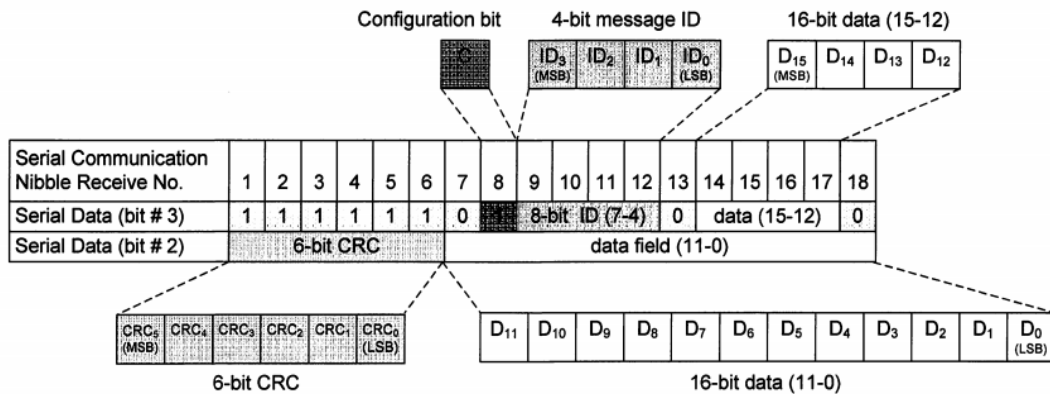 Configuration bit 4-bit message ID 16-bit data (15-12)
C ID₃ ID₂ ID₁ ID₀ D₁₅ D₁₄ D₁₃ D₁₂
(MSB) (LSB) (MSB)
Serial Communication
Nibble Receive No. 1 2 3 4 5 6 7 8 9 10 11 12 13 14 15 16 17 18
Serial Data (bit # 3) 1 1 1 1 1 1 0 1 8-bit ID (7-4) 0 data (15-12) 0
Serial Data (bit # 2) 6-bit CRC data field (11-0)
CRC₅ CRC₄ CRC₃ CRC₂ CRC₁ CRC₀ D₁₁ D₁₀ D₉ D₈ D₇ D₆ D₅ D₄ D₃ D₂ D₁ D₀
(MSB) (LSB) (LSB)
6-bit CRC 16-bit data (11-0)